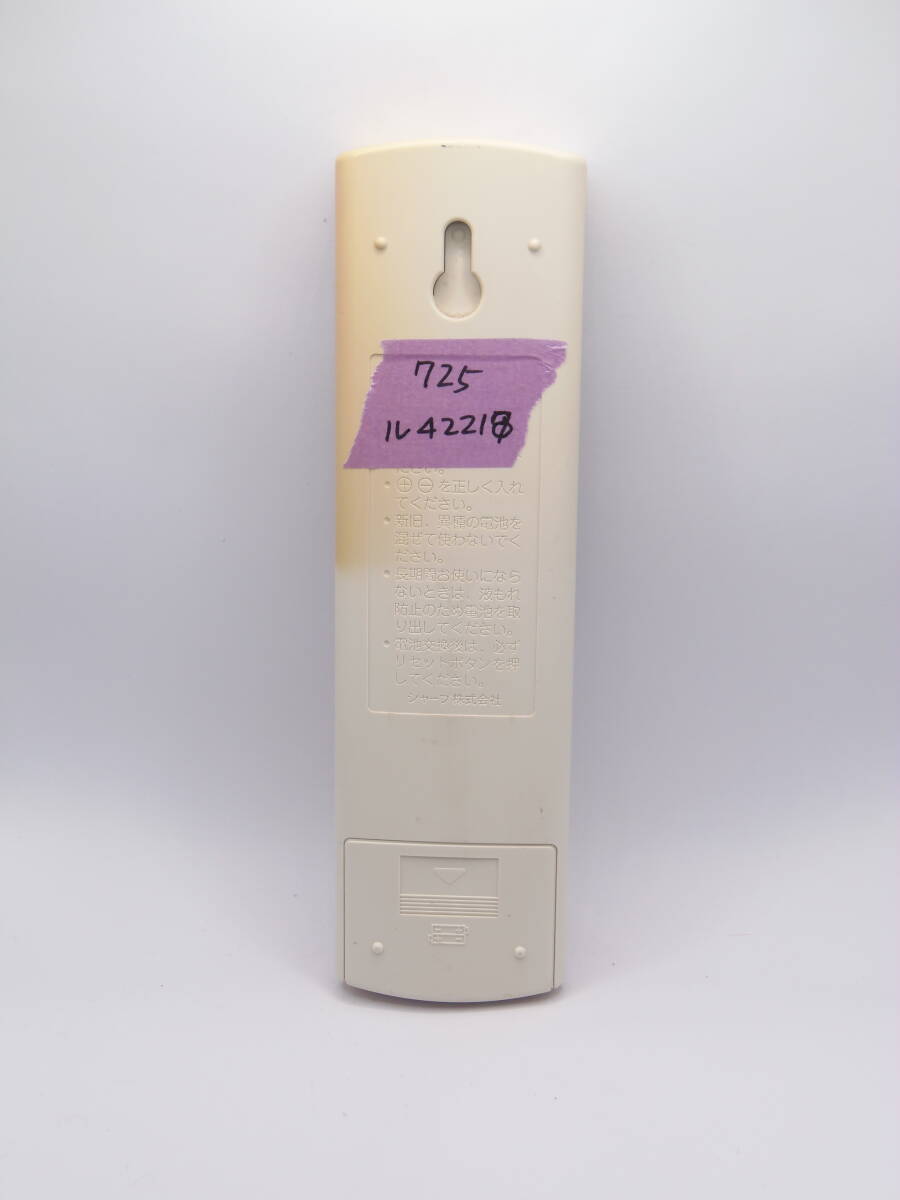 725
ル42218
ださい。
• ⊕ ⊖ を正しく入れ
てください。
• 新旧、異種の電池を
混ぜて使わないでく
ださい。
• 長期間お使いになら
ないときは、液もれ
防止のため電池を取
り出してください。
• 電池交換後は、必ず
リセットボタンを押
してください。
シャープ株式会社